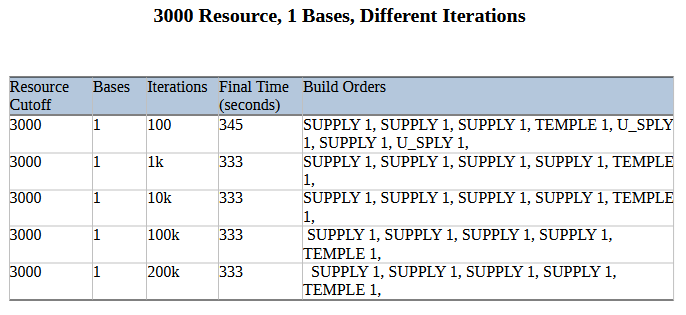 3000 Resource, 1 Bases, Different Iterations
Resource Cutoff Bases Iterations Final Time (seconds) Build Orders
3000 1 100 345 SUPPLY 1, SUPPLY 1, SUPPLY 1, TEMPLE 1, U_SPLY
1, SUPPLY 1, U_SPLY 1,
3000 1 1k 333 SUPPLY 1, SUPPLY 1, SUPPLY 1, SUPPLY 1, TEMPLE
1,
3000 1 10k 333 SUPPLY 1, SUPPLY 1, SUPPLY 1, SUPPLY 1, TEMPLE
1,
3000 1 100k 333 SUPPLY 1, SUPPLY 1, SUPPLY 1, SUPPLY 1,
TEMPLE 1,
3000 1 200k 333 SUPPLY 1, SUPPLY 1, SUPPLY 1, SUPPLY 1,
TEMPLE 1,